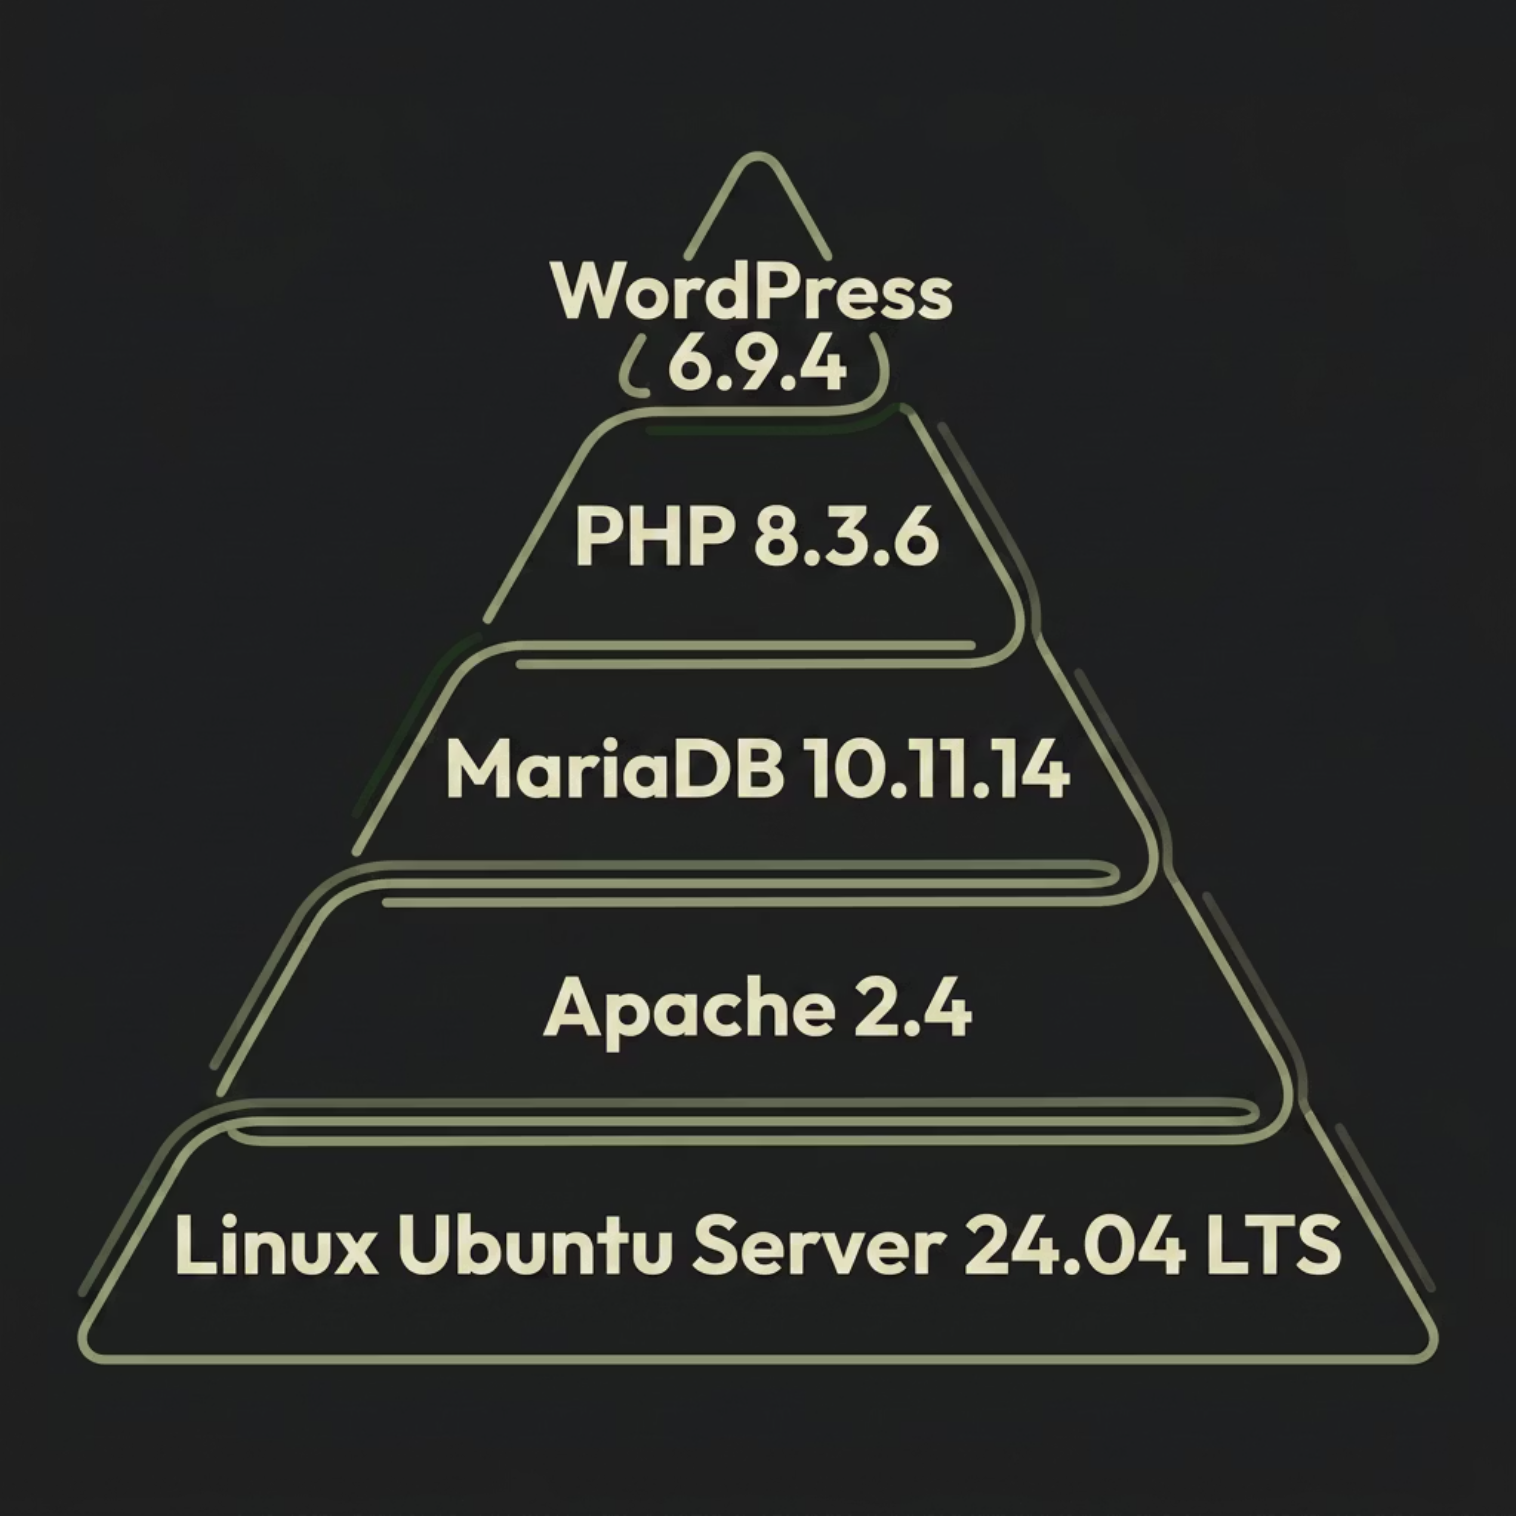 WordPress
6.9.4
PHP 8.3.6
MariaDB 10.11.14
Apache 2.4
Linux Ubuntu Server 24.04 LTS